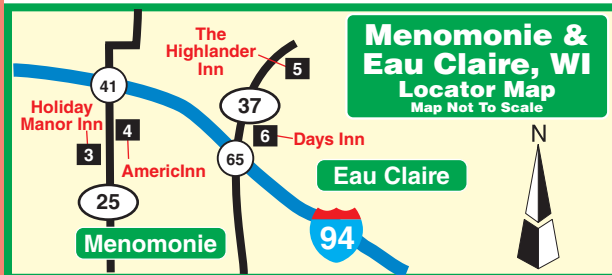 Menomonie &
Eau Claire, WI
Locator Map
Map Not To Scale
The
Highlander
Inn
5
41
37
Holiday
Manor Inn
4
3
AmericInn
6
Days Inn
65
25
Eau Claire
Menomonie
94
N